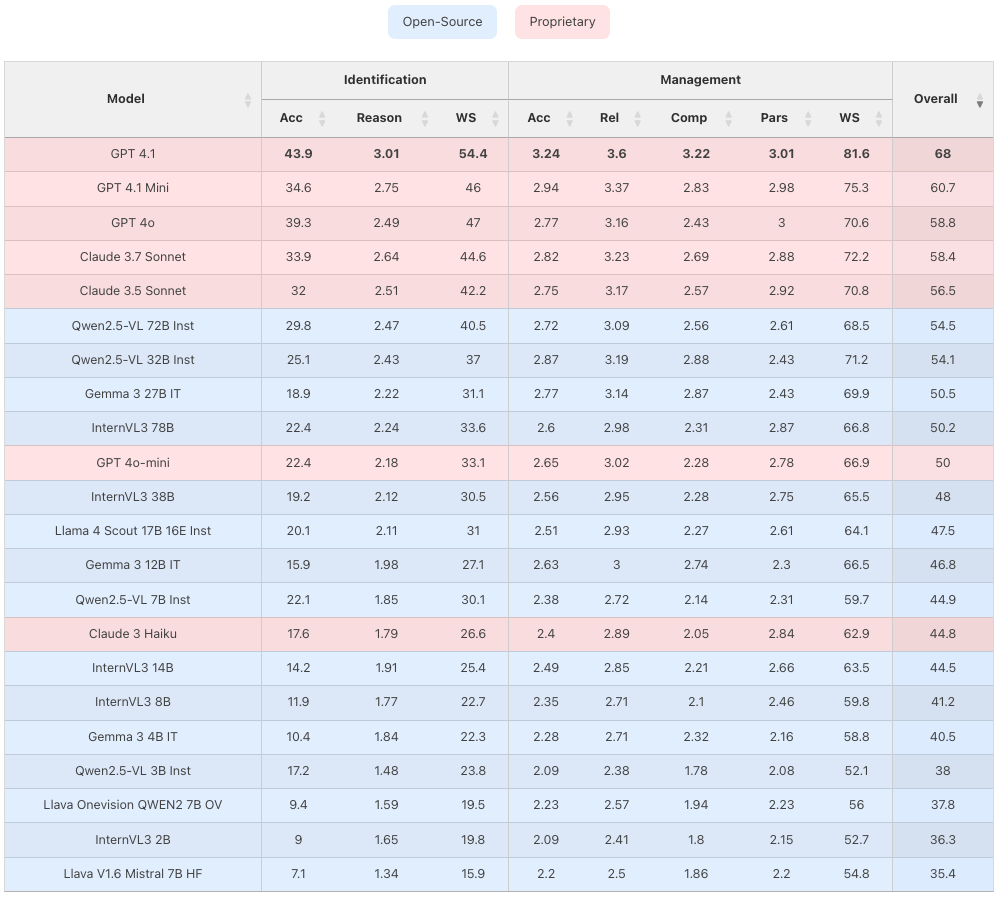 Open-Source Proprietary
Model Identification Management Overall
Acc Reason WS Acc Rel Comp Pars WS
GPT 4.1 43.9 3.01 54.4 3.24 3.6 3.22 3.01 81.6 68
GPT 4.1 Mini 34.6 2.75 46 2.94 3.37 2.83 2.98 75.3 60.7
GPT 4o 39.3 2.49 47 2.77 3.16 2.43 3 70.6 58.8
Claude 3.7 Sonnet 33.9 2.64 44.6 2.82 3.23 2.69 2.88 72.2 58.4
Claude 3.5 Sonnet 32 2.51 42.2 2.75 3.17 2.57 2.92 70.8 56.5
Qwen2.5-VL 72B Inst 29.8 2.47 40.5 2.72 3.09 2.56 2.61 68.5 54.5
Qwen2.5-VL 32B Inst 25.1 2.43 37 2.87 3.19 2.88 2.43 71.2 54.1
Gemma 3 27B IT 18.9 2.22 31.1 2.77 3.14 2.87 2.43 69.9 50.5
InternVL3 78B 22.4 2.24 33.6 2.6 2.98 2.31 2.87 66.8 50.2
GPT 4o-mini 22.4 2.18 33.1 2.65 3.02 2.28 2.78 66.9 50
InternVL3 38B 19.2 2.12 30.5 2.56 2.95 2.28 2.75 65.5 48
Llama 4 Scout 17B 16E Inst 20.1 2.11 31 2.51 2.93 2.27 2.61 64.1 47.5
Gemma 3 12B IT 15.9 1.98 27.1 2.63 3 2.74 2.3 66.5 46.8
Qwen2.5-VL 7B Inst 22.1 1.85 30.1 2.38 2.72 2.14 2.31 59.7 44.9
Claude 3 Haiku 17.6 1.79 26.6 2.4 2.89 2.05 2.84 62.9 44.8
InternVL3 14B 14.2 1.91 25.4 2.49 2.85 2.21 2.66 63.5 44.5
InternVL3 8B 11.9 1.77 22.7 2.35 2.71 2.1 2.46 59.8 41.2
Gemma 3 4B IT 10.4 1.84 22.3 2.28 2.71 2.32 2.16 58.8 40.5
Qwen2.5-VL 3B Inst 17.2 1.48 23.8 2.09 2.38 1.78 2.08 52.1 38
Llava Onevision QWEN2 7B OV 9.4 1.59 19.5 2.23 2.57 1.94 2.23 56 37.8
InternVL3 2B 9 1.65 19.8 2.09 2.41 1.8 2.15 52.7 36.3
Llava V1.6 Mistral 7B HF 7.1 1.34 15.9 2.2 2.5 1.86 2.2 54.8 35.4